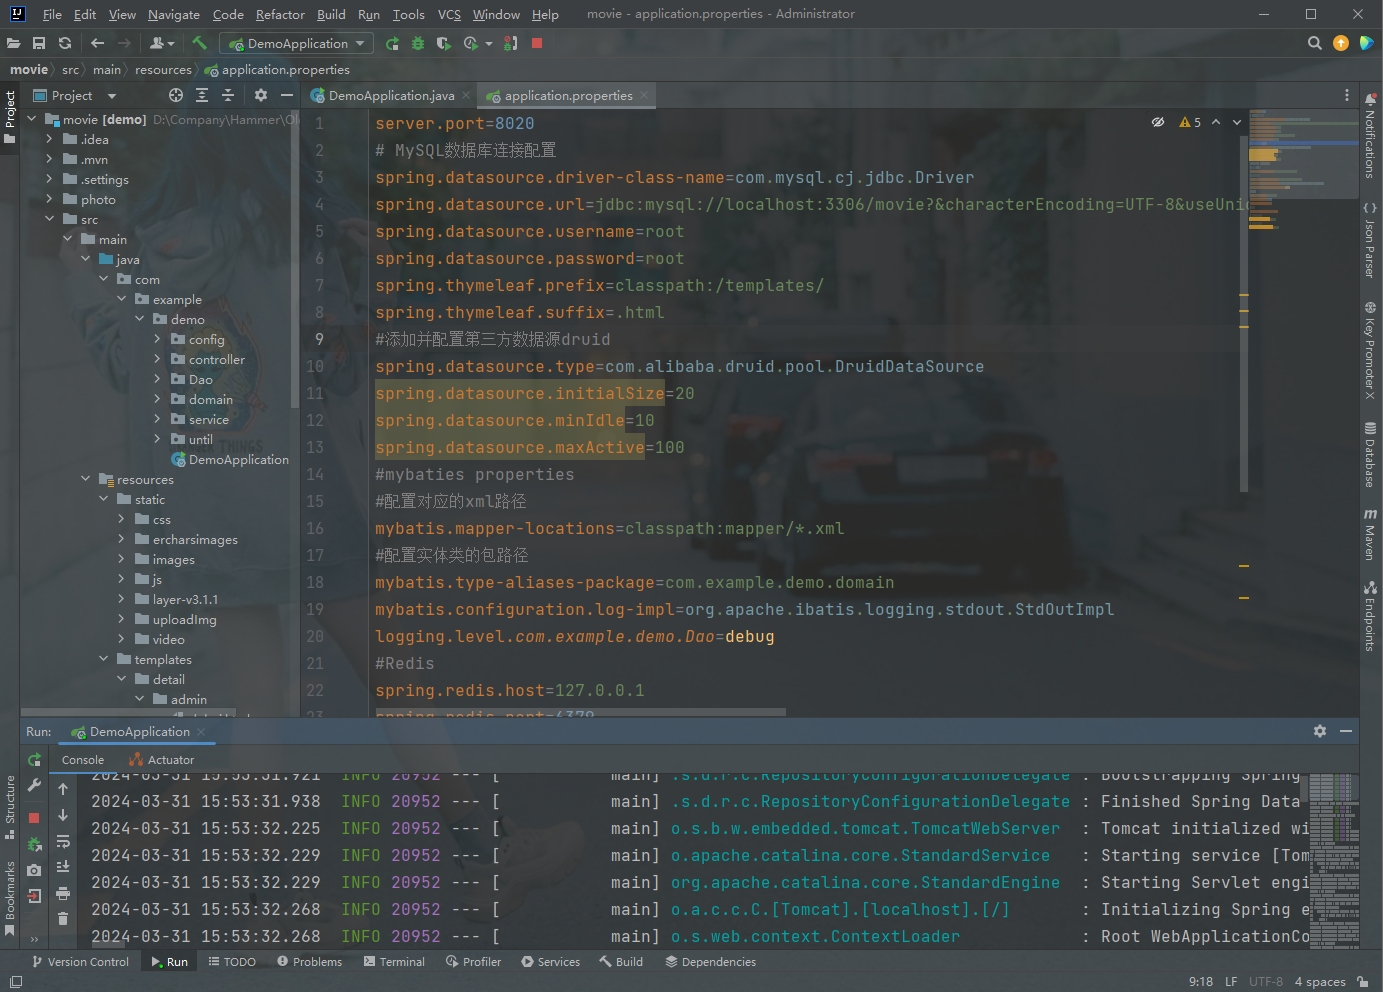 File Edit View Navigate Code Refactor Build Run Tools VCS Window Help movie - application.properties - Administrator
DemoApplication
movie src main resources application.properties
Project
DemoApplication.java application.properties
movie [demo] D:\Company\Hammer\Ol
.idea
.mvn
.settings
photo
src
main
java
com
example
demo
config
controller
Dao
domain
service
until
DemoApplication
resources
static
css
ercharsimages
images
js
layer-v3.1.1
uploadImg
video
templates
detail
admin
1 server.port=8020
2 # MySQL数据库连接配置
3 spring.datasource.driver-class-name=com.mysql.cj.jdbc.Driver
4 spring.datasource.url=jdbc:mysql://localhost:3306/movie?&characterEncoding=UTF-8&useUni
5 spring.datasource.username=root
6 spring.datasource.password=root
7 spring.thymeleaf.prefix=classpath:/templates/
8 spring.thymeleaf.suffix=.html
9 #添加并配置第三方数据源druid
10 spring.datasource.type=com.alibaba.druid.pool.DruidDataSource
11 spring.datasource.initialSize=20
12 spring.datasource.minIdle=10
13 spring.datasource.maxActive=100
14 #mybaties properties
15 #配置对应的xml路径
16 mybatis.mapper-locations=classpath:mapper/*.xml
17 #配置实体类的包路径
18 mybatis.type-aliases-package=com.example.demo.domain
19 mybatis.configuration.log-impl=org.apache.ibatis.logging.stdout.StdOutImpl
20 logging.level.com.example.demo.Dao=debug
21 #Redis
22 spring.redis.host=127.0.0.1
23 spring.redis.port=6379
5
Project
Structure
Bookmarks
Notifications
Json Parser
Key Promoter X
Database
Maven
Endpoints
Run: DemoApplication
Console Actuator
2024-03-31 15:53:31.921 INFO 20952 --- [ main] .s.d.r.c.RepositoryConfigurationDelegate : Bootstrapping Spring
2024-03-31 15:53:31.938 INFO 20952 --- [ main] .s.d.r.c.RepositoryConfigurationDelegate : Finished Spring Data
2024-03-31 15:53:32.225 INFO 20952 --- [ main] o.s.b.w.embedded.tomcat.TomcatWebServer : Tomcat initialized wi
2024-03-31 15:53:32.229 INFO 20952 --- [ main] o.apache.catalina.core.StandardService : Starting service [Tom
2024-03-31 15:53:32.229 INFO 20952 --- [ main] org.apache.catalina.core.StandardEngine : Starting Servlet engi
2024-03-31 15:53:32.268 INFO 20952 --- [ main] o.a.c.c.C.[Tomcat].[localhost].[/] : Initializing Spring e
2024-03-31 15:53:32.268 INFO 20952 --- [ main] o.s.web.context.ContextLoader : Root WebApplicationCo
Version Control Run TODO Problems Terminal Profiler Services Build Dependencies
9:18 LF UTF-8 4 spaces